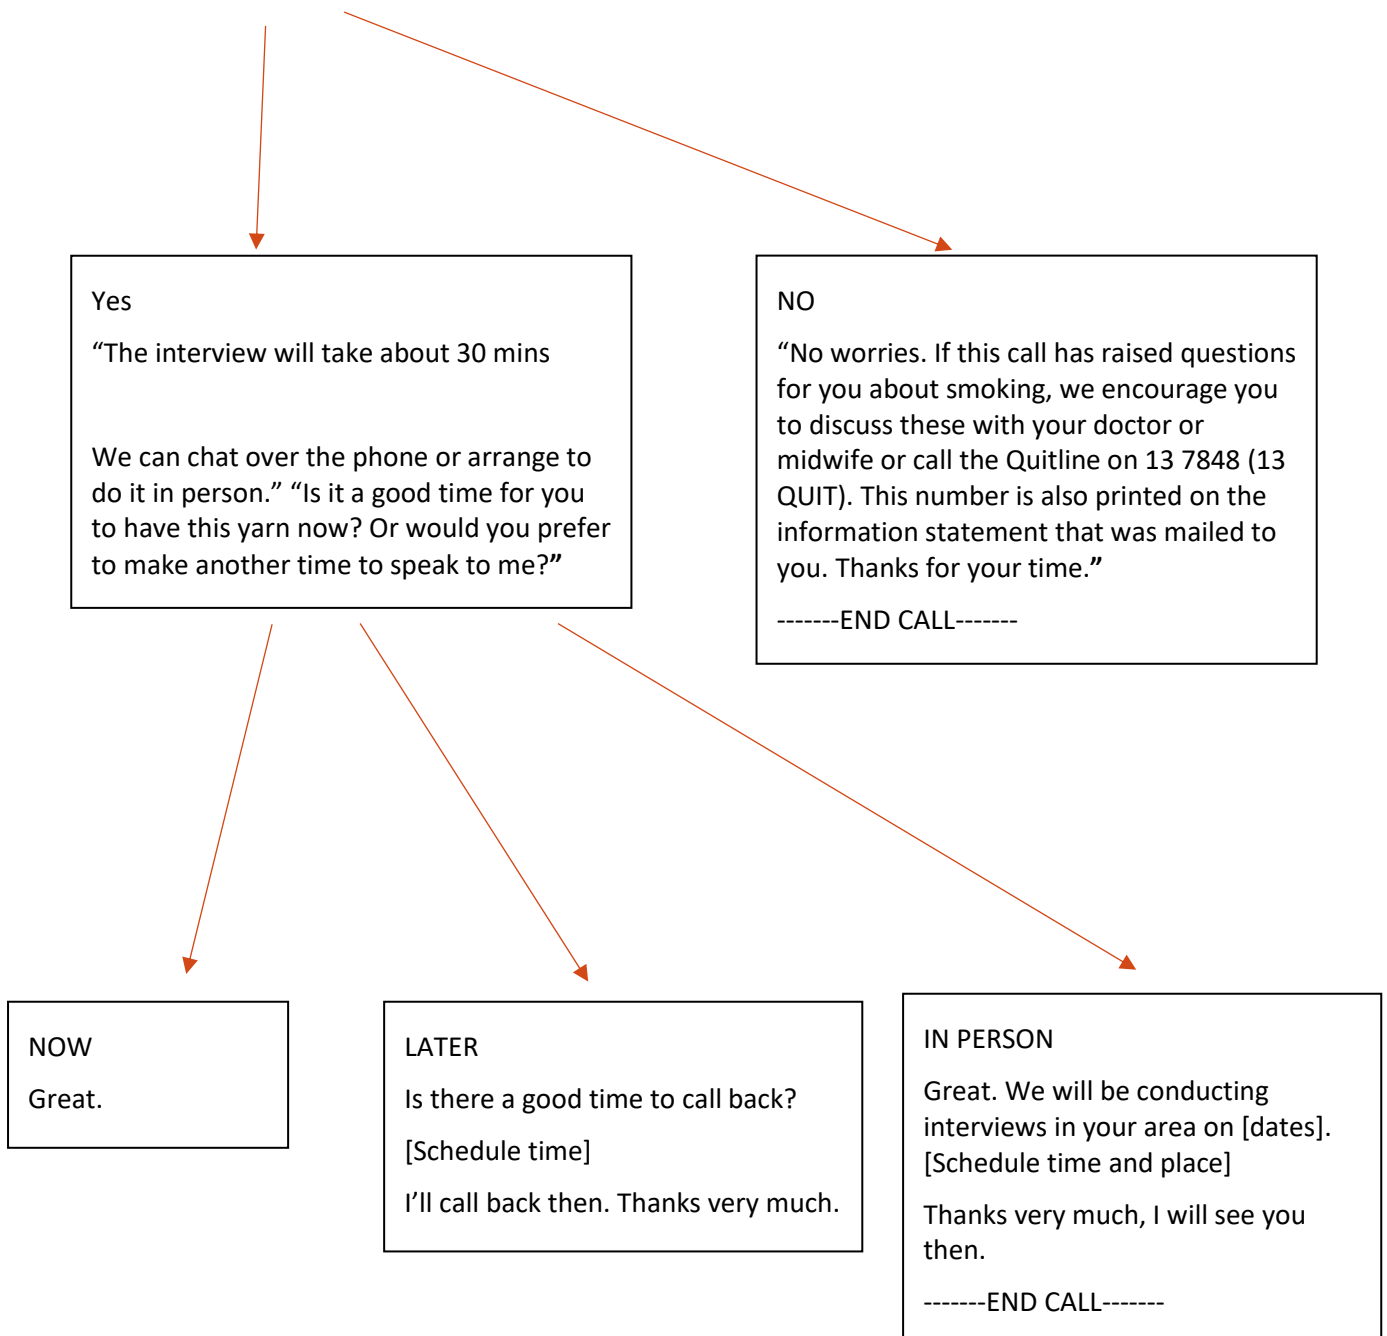 Yes
“The interview will take about 30 mins
We can chat over the phone or arrange to
do it in person.” “Is it a good time for you
to have this yarn now? Or would you prefer
to make another time to speak to me?”
NO
“No worries. If this call has raised questions
for you about smoking, we encourage you
to discuss these with your doctor or
midwife or call the Quitline on 13 7848 (13
QUIT). This number is also printed on the
information statement that was mailed to
you. Thanks for your time.”
-------END CALL-------
NOW
Great.
LATER
Is there a good time to call back?
[Schedule time]
I’ll call back then. Thanks very much.
IN PERSON
Great. We will be conducting
interviews in your area on [dates].
[Schedule time and place]
Thanks very much, I will see you
then.
-------END CALL-------